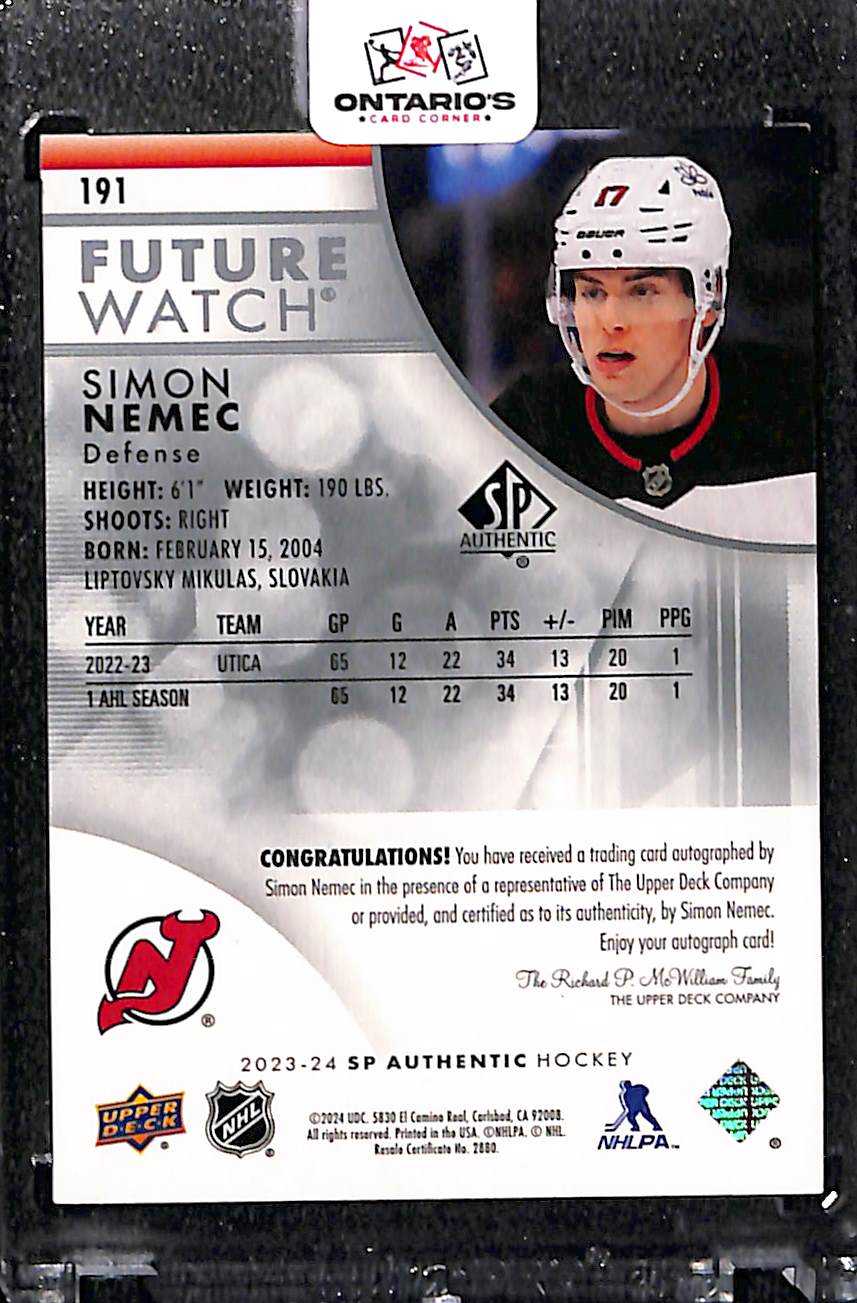 ONTARIO'S
•CARD CORNER•
191
17
BAUER
FUTURE
WATCH®
SIMON
NEMEC
Defense
HEIGHT: 6'1" WEIGHT: 190 LBS.
SHOOTS: RIGHT
BORN: FEBRUARY 15, 2004
LIPTOVSKY MIKULAS, SLOVAKIA
SP
AUTHENTIC
®
YEAR TEAM GP G A PTS +/- PIM PPG
2022-23 UTICA 65 12 22 34 13 20 1
1 AHL SEASON 65 12 22 34 13 20 1
CONGRATULATIONS! You have received a trading card autographed by
Simon Nemec in the presence of a representative of The Upper Deck Company
or provided, and certified as to its authenticity, by Simon Nemec.
Enjoy your autograph card!
The Richard P. McWilliam Family
THE UPPER DECK COMPANY
®
2023-24 SP AUTHENTIC HOCKEY
UPPER
D•E•C•K
NHL
©2024 UDC. 5830 El Camino Real, Carlsbad, CA 92008.
All rights reserved. Printed in the USA. ©NHLPA. © NHL.
Resale Certificate No. 2880.
NHLPA™
®